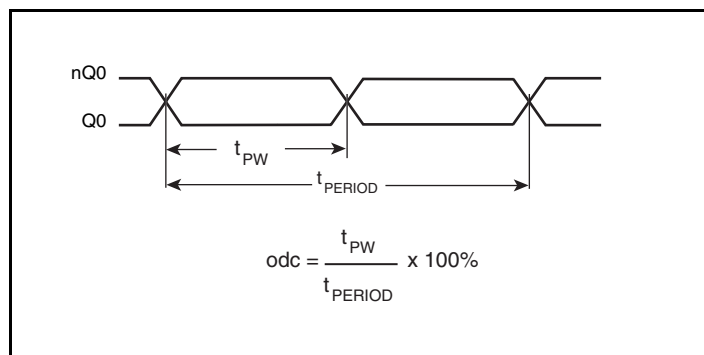 nQ0
Q0
tPW
tPERIOD
odc = tPW / tPERIOD x 100%